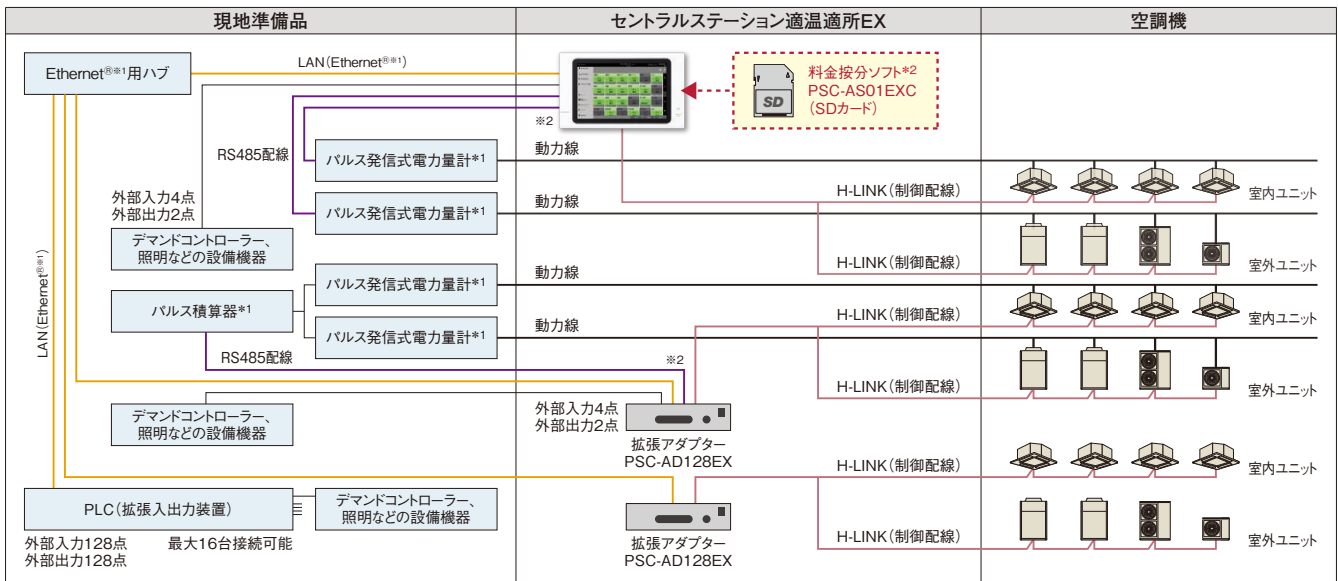 現地準備品
セントラルステーション適温適所EX
空調機
Ethernet®※1用ハブ
LAN(Ethernet®※1)
料金按分ソフト*2
PSC-AS01EXC
(SDカード)
SD
※2
RS485配線
パルス発信式電力量計*1
動力線
H-LINK(制御配線)
室内ユニット
外部入力4点
外部出力2点
パルス発信式電力量計*1
動力線
デマンドコントローラー、
照明などの設備機器
H-LINK(制御配線)
室外ユニット
LAN(Ethernet®※1)
パルス発信式電力量計*1
動力線
パルス積算器*1
H-LINK(制御配線)
室内ユニット
パルス発信式電力量計*1
動力線
RS485配線
※2
H-LINK(制御配線)
室外ユニット
デマンドコントローラー、
照明などの設備機器
外部入力4点
外部出力2点
拡張アダプター
PSC-AD128EX
H-LINK(制御配線)
室内ユニット
PLC(拡張入出力装置)
デマンドコントローラー、
照明などの設備機器
外部入力128点
外部出力128点
最大16台接続可能
拡張アダプター
PSC-AD128EX
H-LINK(制御配線)
室外ユニット